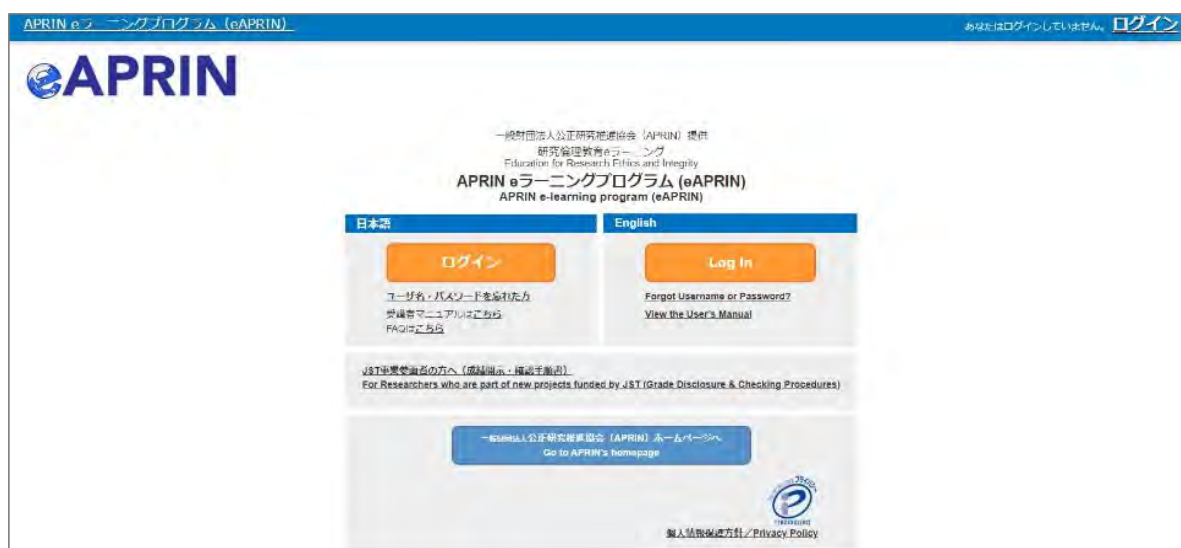 APRIN eラーニングプログラム (eAPRIN)
あなたはログインしていません。 ログイン
eAPRIN
一般財団法人公正研究推進協会 (APRIN) 提供
研究倫理教育eラーニング
Education for Research Ethics and Integrity
APRIN eラーニングプログラム (eAPRIN)
APRIN e-learning program (eAPRIN)
日本語
ログイン
ユーザ名・パスワードを忘れた方
受講者マニュアルはこちら
FAQはこちら
English
Log In
Forgot Username or Password?
View the User's Manual
JST事業参画者の方へ (成績開示・確認手順書)
For Researchers who are part of new projects funded by JST (Grade Disclosure & Checking Procedures)
一般財団法人公正研究推進協会 (APRIN) ホームページへ
Go to APRIN's homepage
個人情報保護方針/Privacy Policy